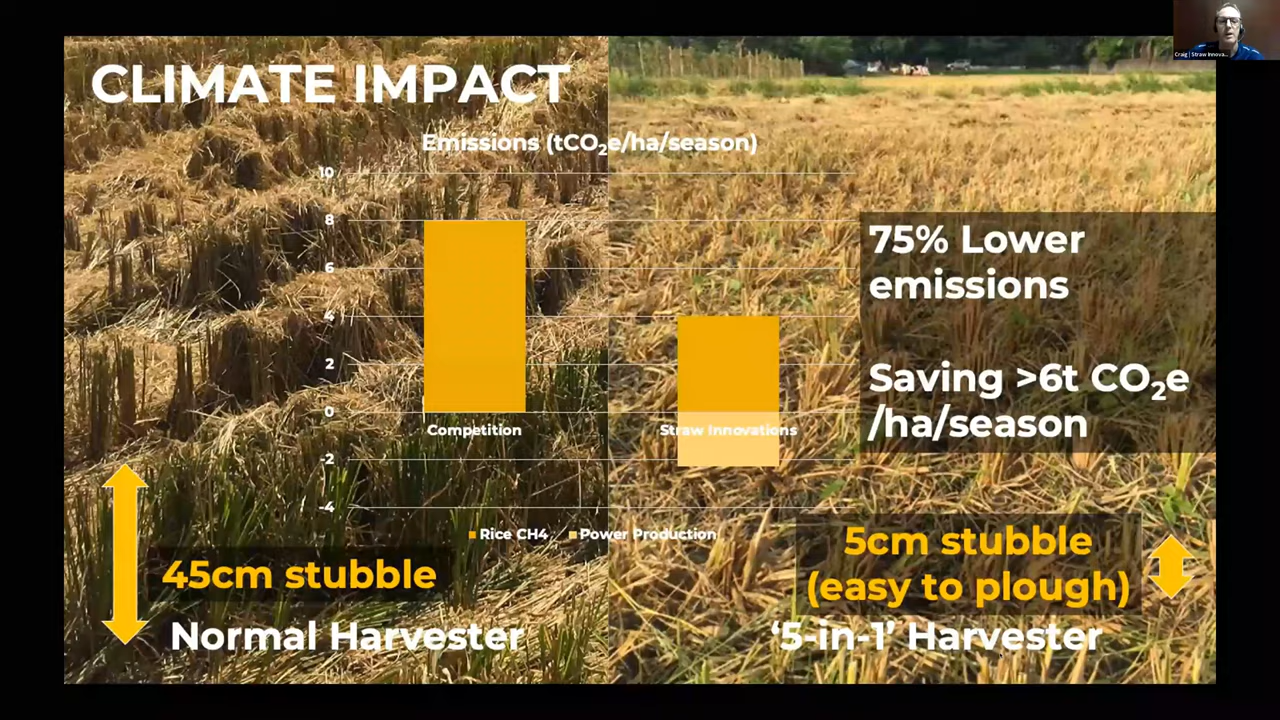 Craig | Straw Innova...
CLIMATE IMPACT
Emissions (tCO₂e/ha/season)
10
8
6
4
2
0
-2
-4
Competition
Straw Innovations
Rice CH4
Power Production
75% Lower
emissions
Saving >6t CO₂e
/ha/season
45cm stubble
Normal Harvester
5cm stubble
(easy to plough)
‘5-in-1’ Harvester